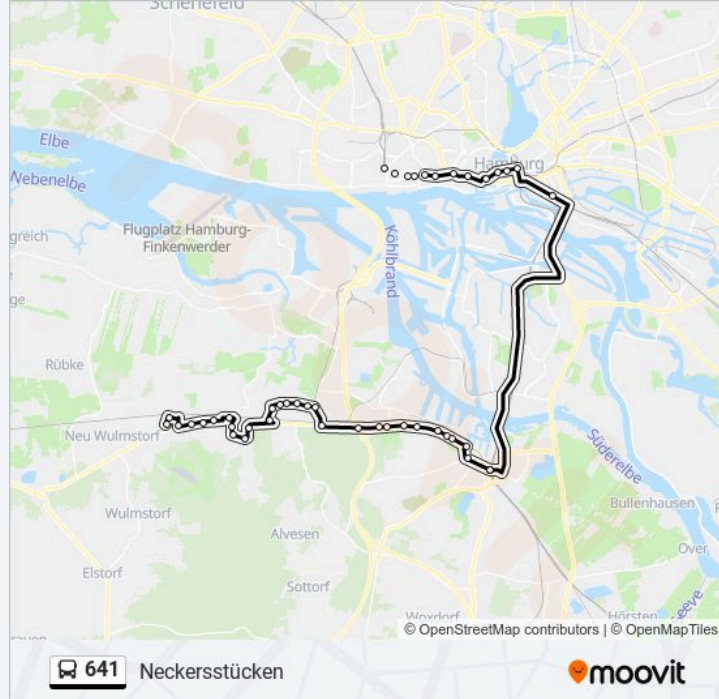 Schenefeld
Elbe
Nebenelbe
Hamburg
Flugplatz Hamburg-
Finkenwerder
Köhlbrand
Rübke
Neu Wulmstorf
Süderelbe
Wulmstorf
Bullenhausen
Alvesen
Over
Elstorf
Sottorf
Seeve
Hörsten
© OpenStreetMap contributors | © OpenMapTiles
641 Neckersstücken
moovit